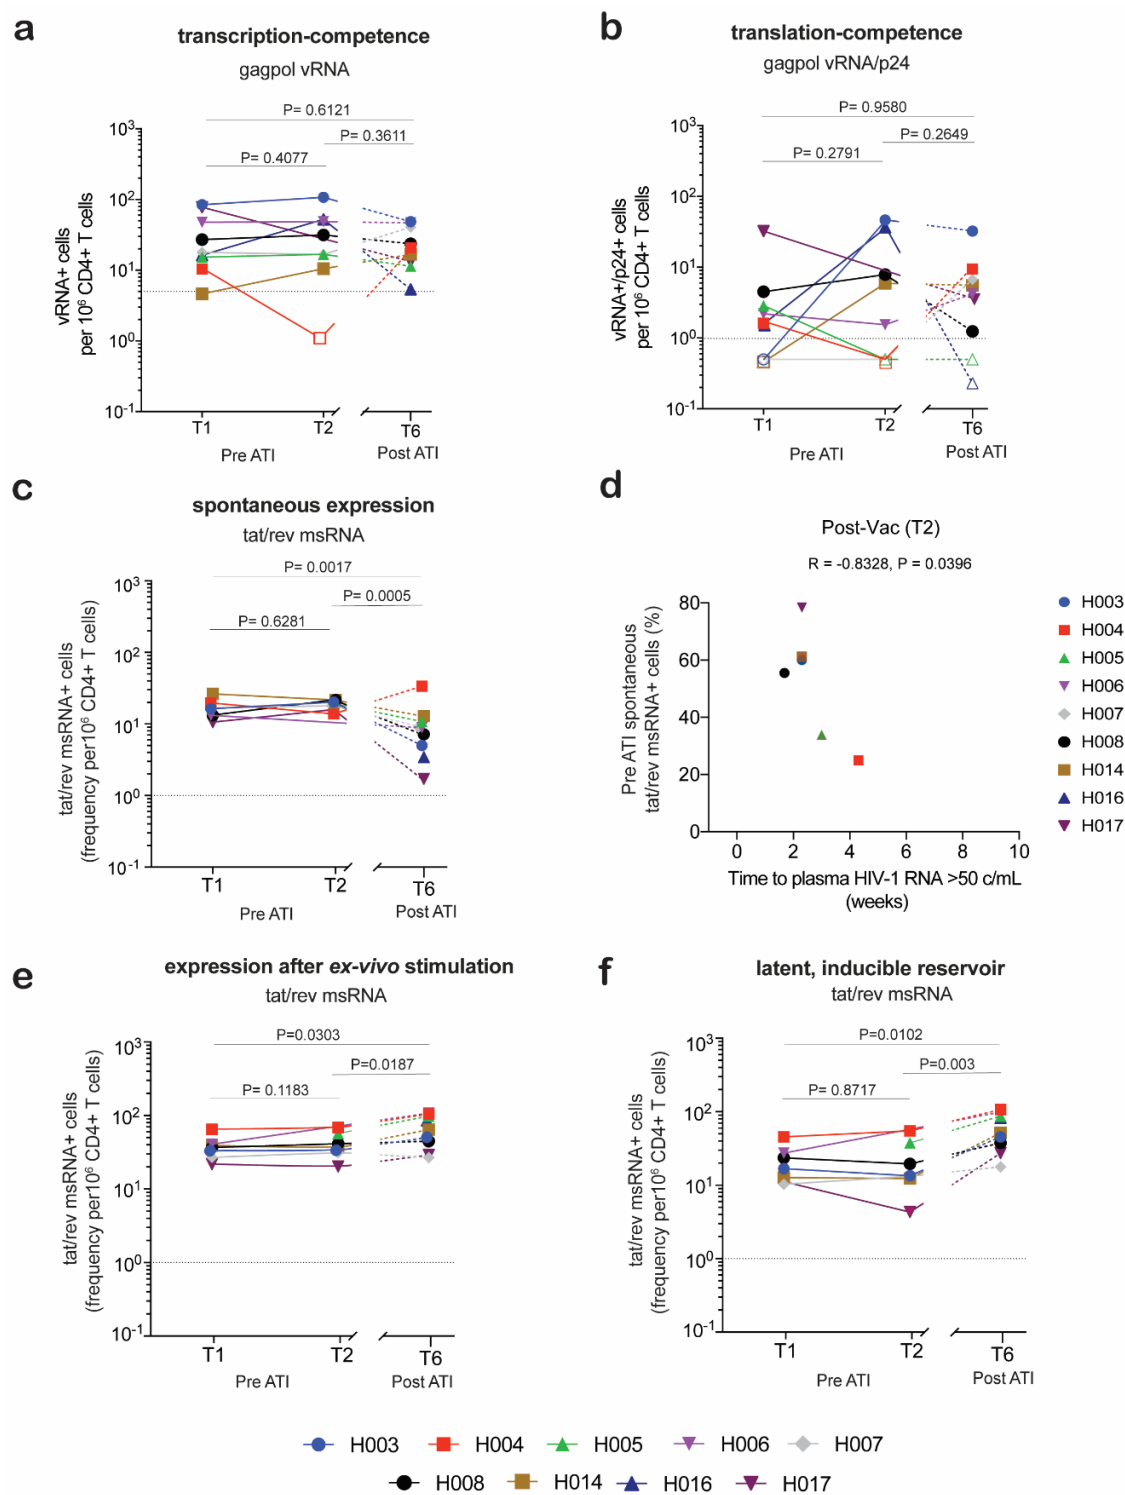 a
transcription-competence
gagpol vRNA
P= 0.6121
P= 0.3611
P= 0.4077
10³
10²
10¹
10⁰
10⁻¹
vRNA+ cells
per 10⁶ CD4+ T cells
T1
T2
T6
Pre ATI
Post ATI
b
translation-competence
gagpol vRNA/p24
P= 0.9580
P= 0.2649
P= 0.2791
10³
10²
10¹
10⁰
10⁻¹
vRNA+/p24+ cells
per 10⁶ CD4+ T cells
T1
T2
T6
Pre ATI
Post ATI
c
spontaneous expression
tat/rev msRNA
P= 0.0017
P= 0.0005
P= 0.6281
10³
10²
10¹
10⁰
10⁻¹
tat/rev msRNA+ cells
(frequency per10⁶ CD4+ T cells)
T1
T2
T6
Pre ATI
Post ATI
d
Post-Vac (T2)
R = -0.8328, P = 0.0396
80
60
40
20
0
Pre ATI spontaneous
tat/rev msRNA+ cells (%)
0 2 4 6 8 10
Time to plasma HIV-1 RNA >50 c/mL
(weeks)
H003
H004
H005
H006
H007
H008
H014
H016
H017
e
expression after ex-vivo stimulation
tat/rev msRNA
P=0.0303
P=0.0187
P= 0.1183
10³
10²
10¹
10⁰
10⁻¹
tat/rev msRNA+ cells
(frequency per10⁶ CD4+ T cells)
T1
T2
T6
Pre ATI
Post ATI
f
latent, inducible reservoir
tat/rev msRNA
P=0.0102
P=0.003
P= 0.8717
10³
10²
10¹
10⁰
10⁻¹
tat/rev msRNA+ cells
(frequency per10⁶ CD4+ T cells)
T1
T2
T6
Pre ATI
Post ATI
H003 H004 H005 H006 H007
H008 H014 H016 H017